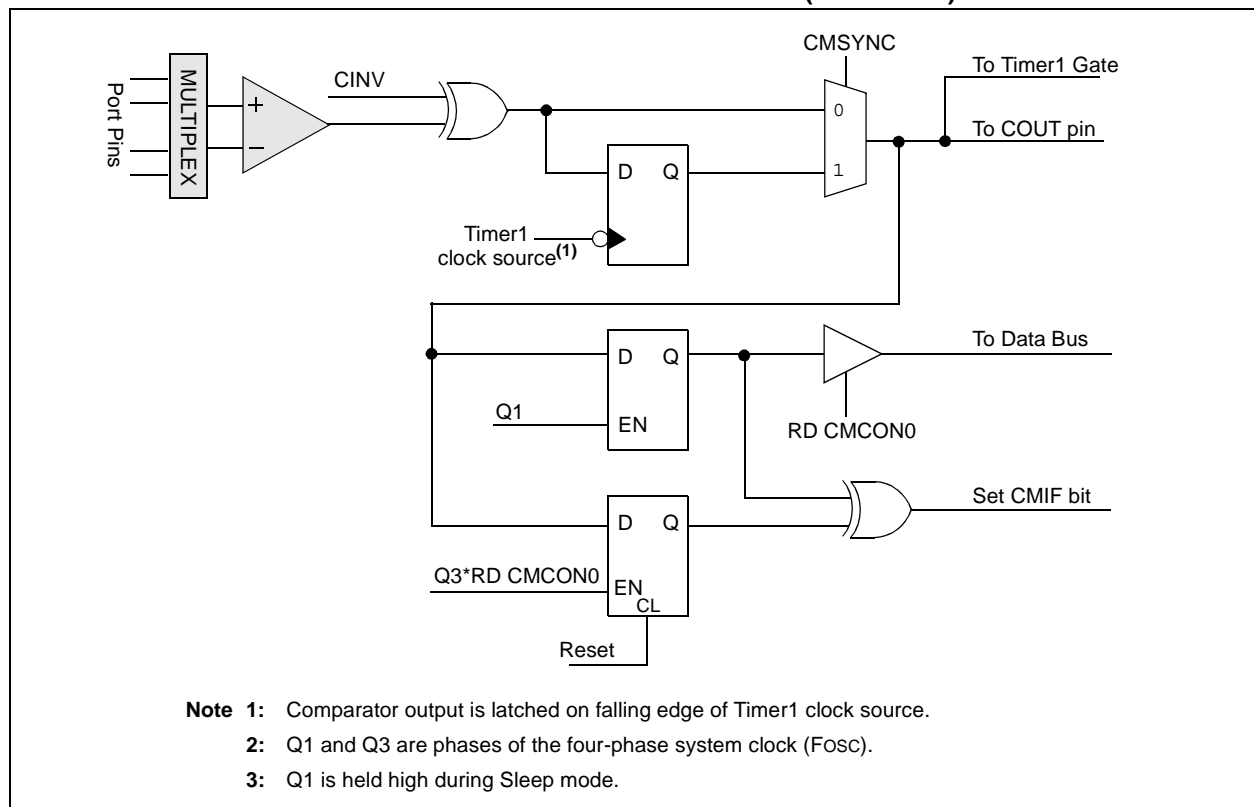 CMSYNC
To Timer1 Gate
CINV
MULTIPLEX
Port Pins
+
−
0
To COUT pin
D Q
1
Timer1
clock source(1)
D Q
To Data Bus
Q1
EN
RD CMCON0
Set CMIF bit
D Q
Q3*RD CMCON0
EN
CL
Reset
Note 1: Comparator output is latched on falling edge of Timer1 clock source.
2: Q1 and Q3 are phases of the four-phase system clock (FOSC).
3: Q1 is held high during Sleep mode.